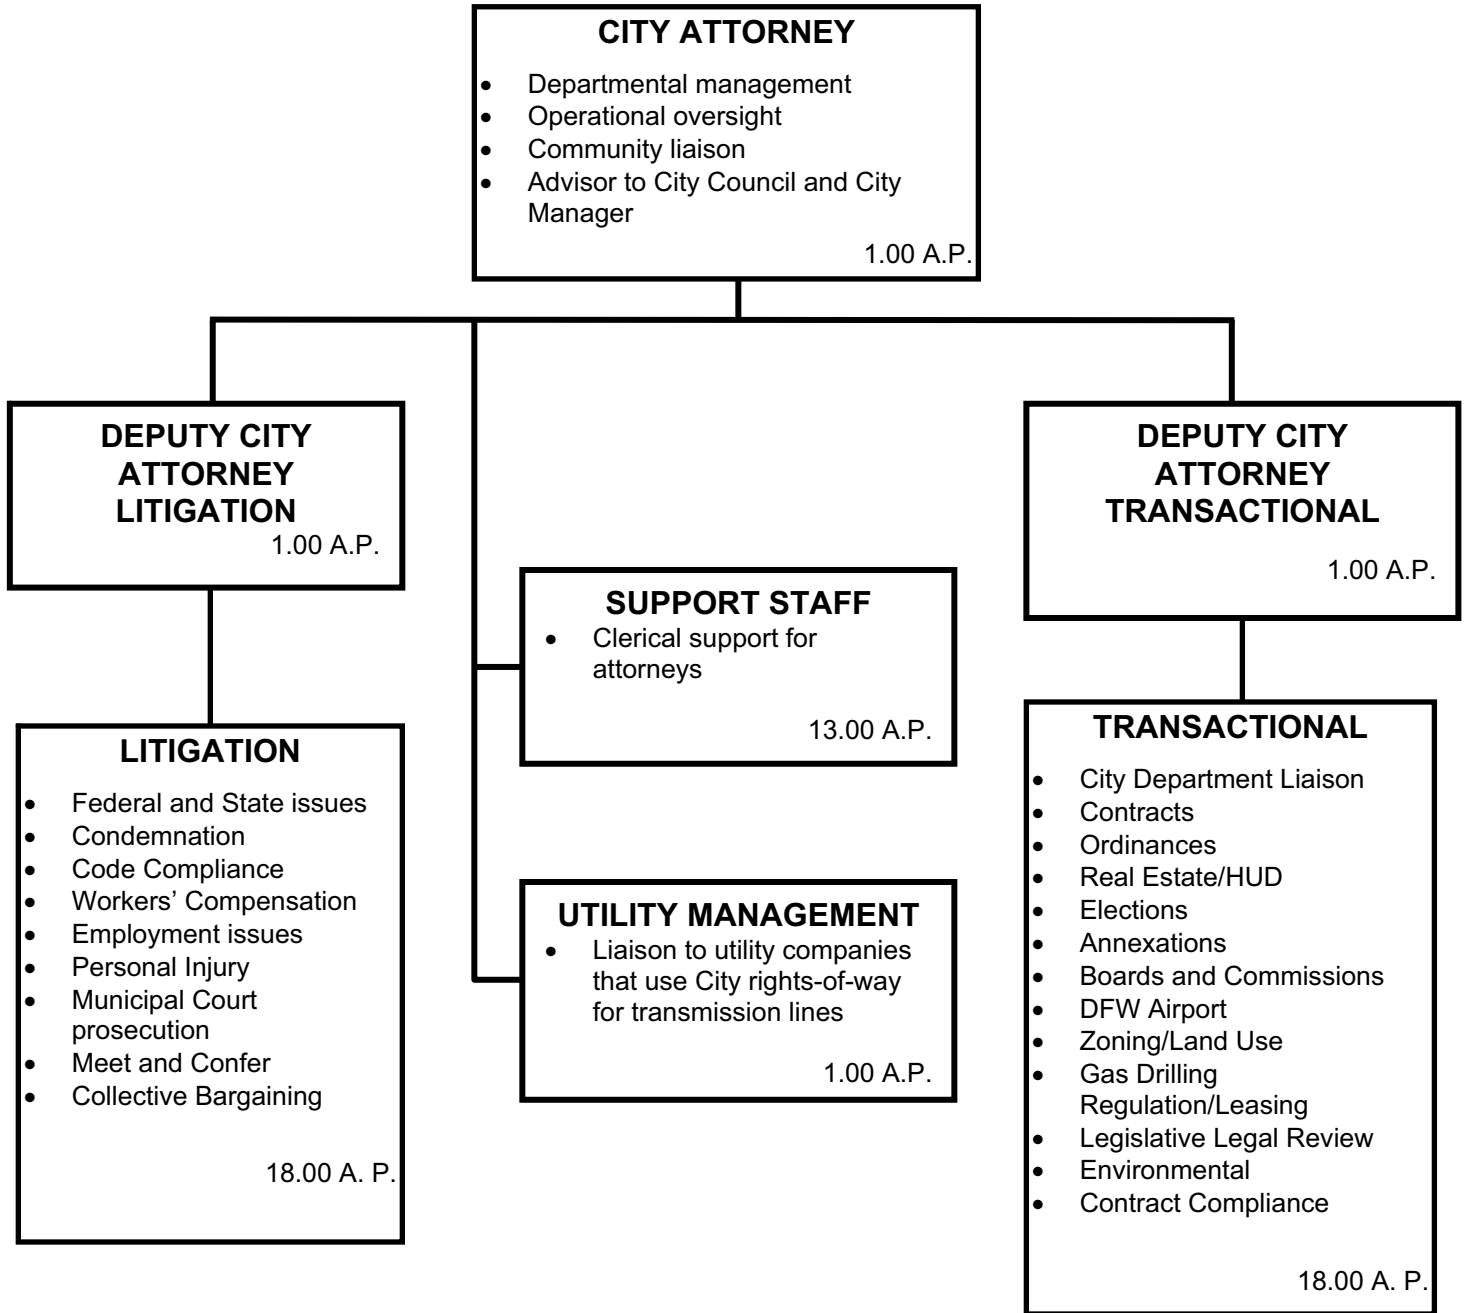 CITY ATTORNEY
• Departmental management
• Operational oversight
• Community liaison
• Advisor to City Council and City
Manager
1.00 A.P.
DEPUTY CITY
ATTORNEY
LITIGATION
1.00 A.P.
DEPUTY CITY
ATTORNEY
TRANSACTIONAL
1.00 A.P.
SUPPORT STAFF
• Clerical support for
attorneys
13.00 A.P.
UTILITY MANAGEMENT
• Liaison to utility companies
that use City rights-of-way
for transmission lines
1.00 A.P.
LITIGATION
• Federal and State issues
• Condemnation
• Code Compliance
• Workers’ Compensation
• Employment issues
• Personal Injury
• Municipal Court
prosecution
• Meet and Confer
• Collective Bargaining
18.00 A. P.
TRANSACTIONAL
• City Department Liaison
• Contracts
• Ordinances
• Real Estate/HUD
• Elections
• Annexations
• Boards and Commissions
• DFW Airport
• Zoning/Land Use
• Gas Drilling
Regulation/Leasing
• Legislative Legal Review
• Environmental
• Contract Compliance
18.00 A. P.